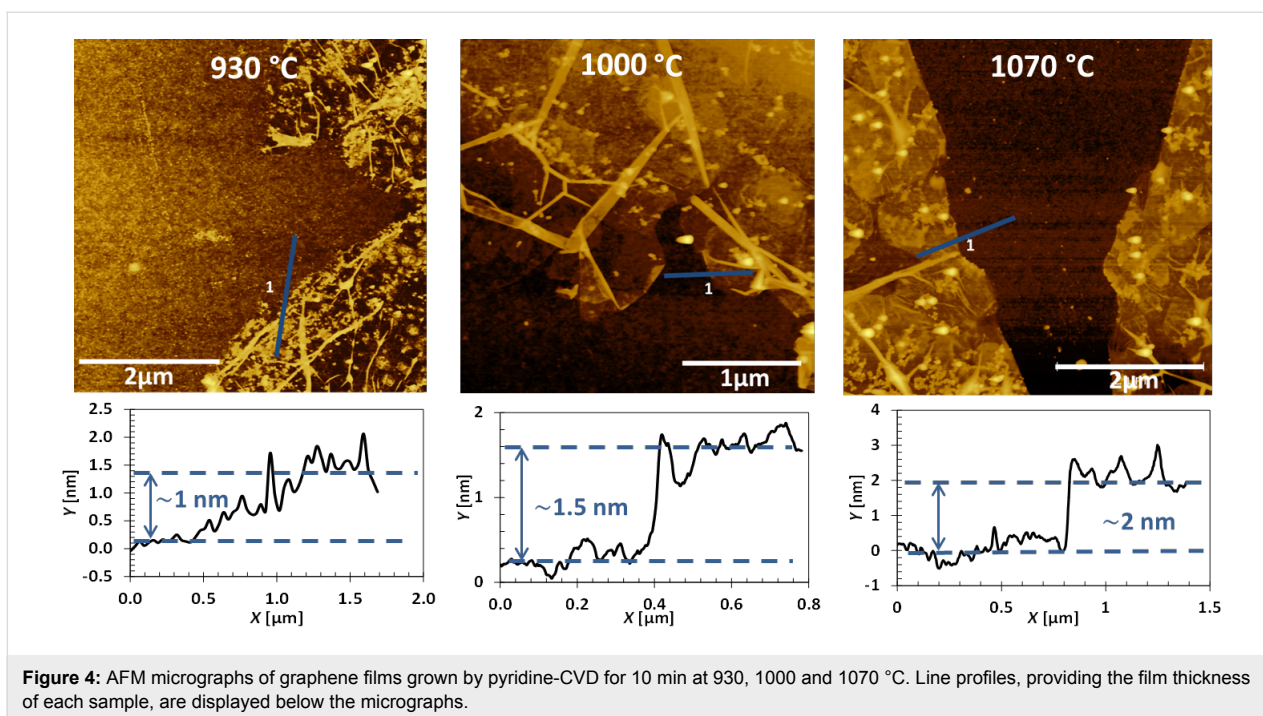 930 °C
1000 °C
1070 °C
1
1
1
2µm
1µm
2µm
2.5
2.0
1.5
1.0
0.5
0.0
-0.5
Y [nm]
~1 nm
0.0 0.5 1.0 1.5 2.0
X [µm]
2
1
0
Y [nm]
~1.5 nm
0.0 0.2 0.4 0.6 0.8
X [µm]
4
3
2
1
0
-1
Y [nm]
~2 nm
0 0.5 1 1.5
X [µm]
Figure 4: AFM micrographs of graphene films grown by pyridine-CVD for 10 min at 930, 1000 and 1070 °C. Line profiles, providing the film thickness
of each sample, are displayed below the micrographs.